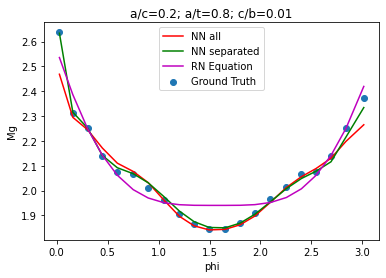 a/c=0.2; a/t=0.8; c/b=0.01
NN all
NN separated
RN Equation
Ground Truth
Mg
2.6
2.5
2.4
2.3
2.2
2.1
2.0
1.9
0.0 0.5 1.0 1.5 2.0 2.5 3.0
phi